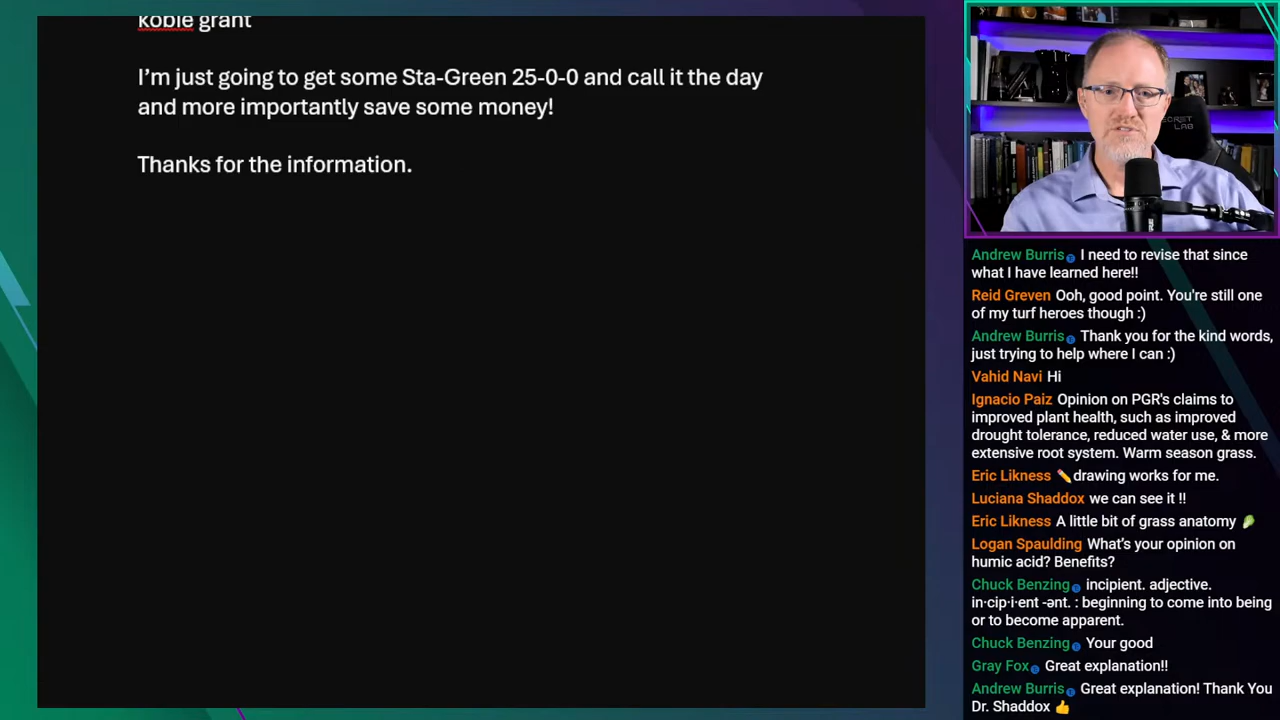 kobie grant
I’m just going to get some Sta-Green 25-0-0 and call it the day
and more importantly save some money!
Thanks for the information.
SECRET
LAB
Andrew Burris I need to revise that since
what I have learned here!!
Reid Greven Ooh, good point. You're still one
of my turf heroes though :)
Andrew Burris Thank you for the kind words,
just trying to help where I can :)
Vahid Navi Hi
Ignacio Paiz Opinion on PGR's claims to
improved plant health, such as improved
drought tolerance, reduced water use, & more
extensive root system. Warm season grass.
Eric Likness ✏️drawing works for me.
Luciana Shaddox we can see it !!
Eric Likness A little bit of grass anatomy 🥬
Logan Spaulding What's your opinion on
humic acid? Benefits?
Chuck Benzing incipient. adjective.
in·cip·i·ent -ənt. : beginning to come into being
or to become apparent.
Chuck Benzing Your good
Gray Fox Great explanation!!
Andrew Burris Great explanation! Thank You
Dr. Shaddox 👍